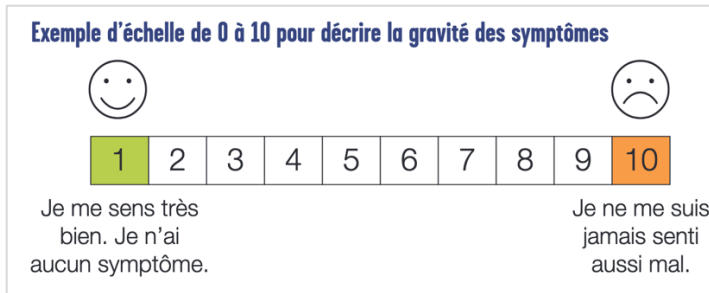 Exemple d'échelle de 0 à 10 pour décrire la gravité des symptômes
1 2 3 4 5 6 7 8 9 10
Je me sens très
bien. Je n'ai
aucun symptôme.
Je ne me suis
jamais senti
aussi mal.